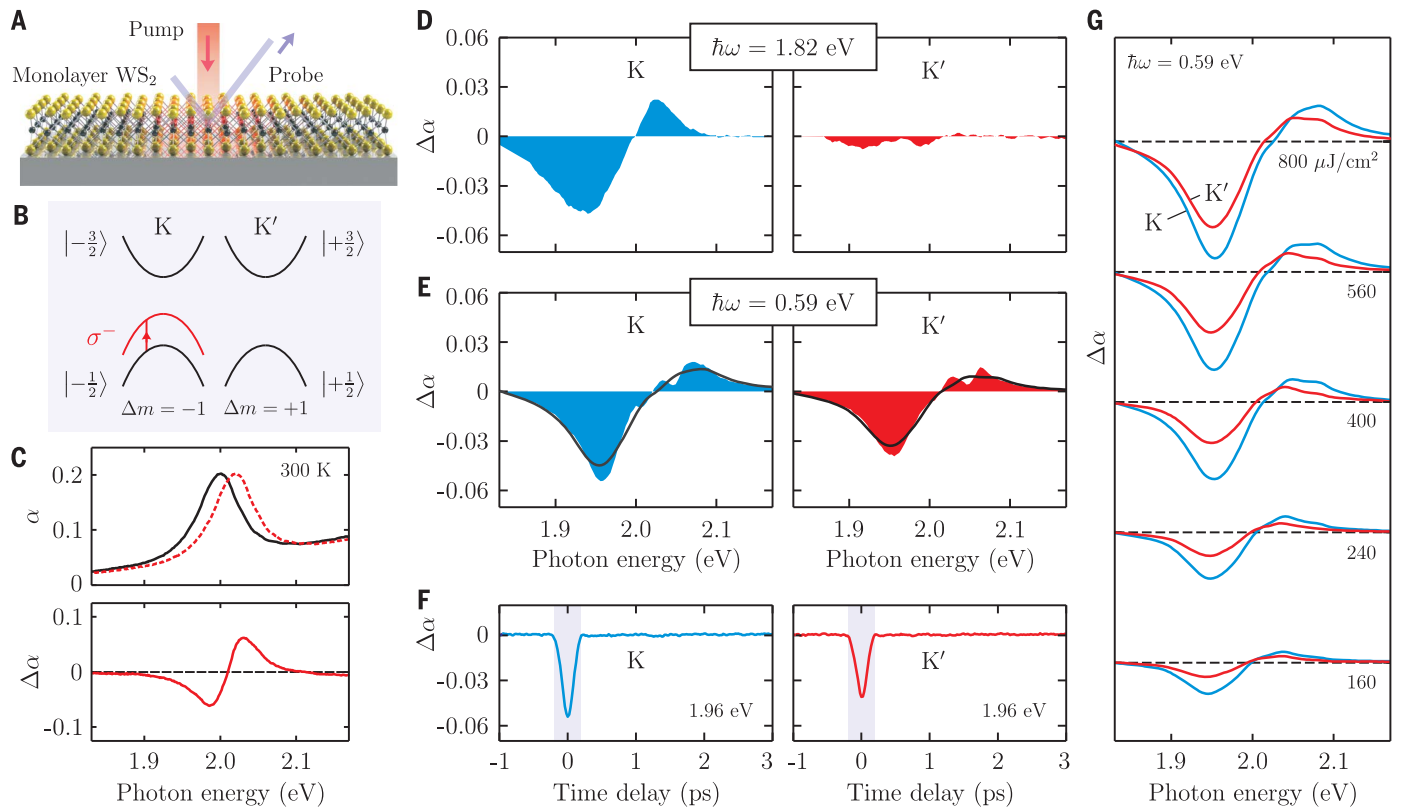 A
Pump
Monolayer WS₂
Probe
B
K
K′
|−3/2⟩
|+3/2⟩
σ⁻
|−1/2⟩
|+1/2⟩
Δm = −1
Δm = +1
C
300 K
0.2
0.1
0
α
0.1
0
-0.1
Δα
1.9
2.0
2.1
Photon energy (eV)
D
ħω = 1.82 eV
K
K′
0.06
0.03
0
-0.03
-0.06
Δα
E
ħω = 0.59 eV
K
K′
0.06
0.03
0
-0.03
-0.06
Δα
1.9
2.0
2.1
1.9
2.0
2.1
Photon energy (eV)
Photon energy (eV)
F
0
-0.03
-0.06
Δα
K
K′
1.96 eV
1.96 eV
-1
0
1
2
3
-1
0
1
2
3
Time delay (ps)
Time delay (ps)
G
ħω = 0.59 eV
800 μJ/cm²
K′
K
560
Δα
400
240
160
1.9
2.0
2.1
Photon energy (eV)